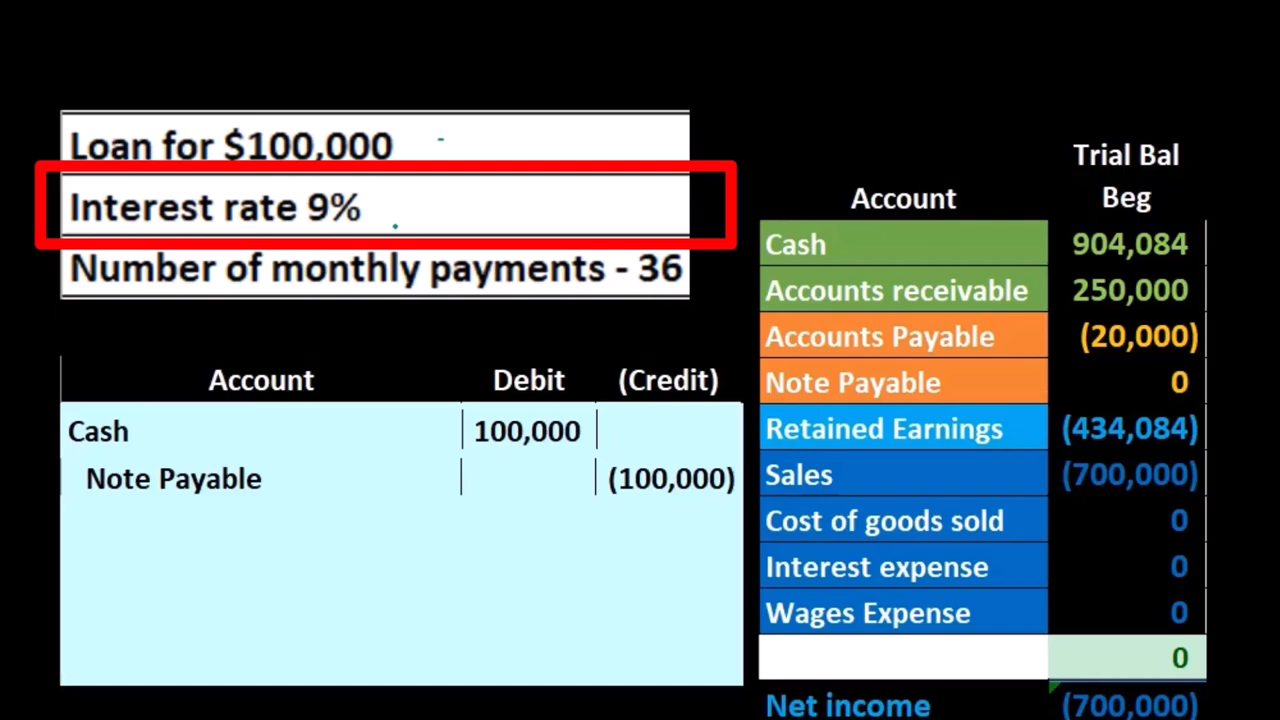 Loan for $100,000
Interest rate 9%
Number of monthly payments - 36
Account Debit (Credit)
Cash 100,000
Note Payable (100,000)
Trial Bal
Account Beg
Cash 904,084
Accounts receivable 250,000
Accounts Payable (20,000)
Note Payable 0
Retained Earnings (434,084)
Sales (700,000)
Cost of goods sold 0
Interest expense 0
Wages Expense 0
0
Net income (700,000)